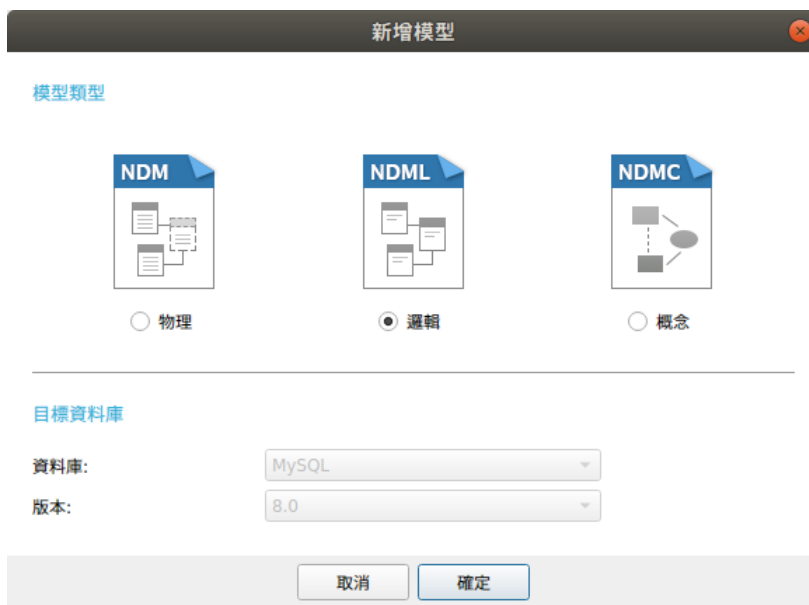 新增模型
模型類型
NDM
NDML
NDMC
物理
邏輯
概念
目標資料庫
資料庫:
MySQL
版本:
8.0
取消
確定